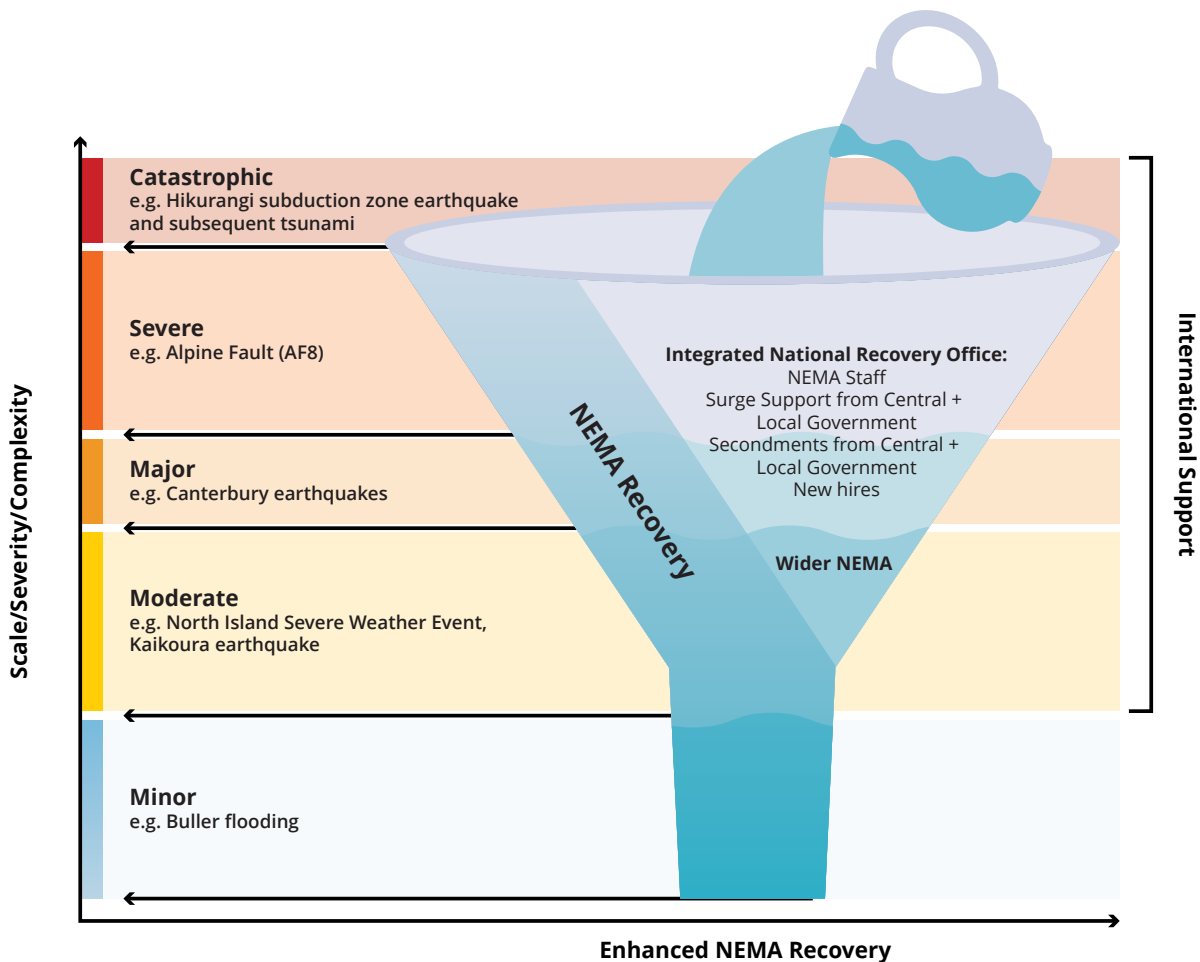 Scale/Severity/Complexity
Catastrophic
e.g. Hikurangi subduction zone earthquake
and subsequent tsunami
Severe
e.g. Alpine Fault (AF8)
Major
e.g. Canterbury earthquakes
Moderate
e.g. North Island Severe Weather Event,
Kaikoura earthquake
Minor
e.g. Buller flooding
NEMA Recovery
Integrated National Recovery Office:
NEMA Staff
Surge Support from Central +
Local Government
Secondments from Central +
Local Government
New hires
Wider NEMA
International Support
Enhanced NEMA Recovery